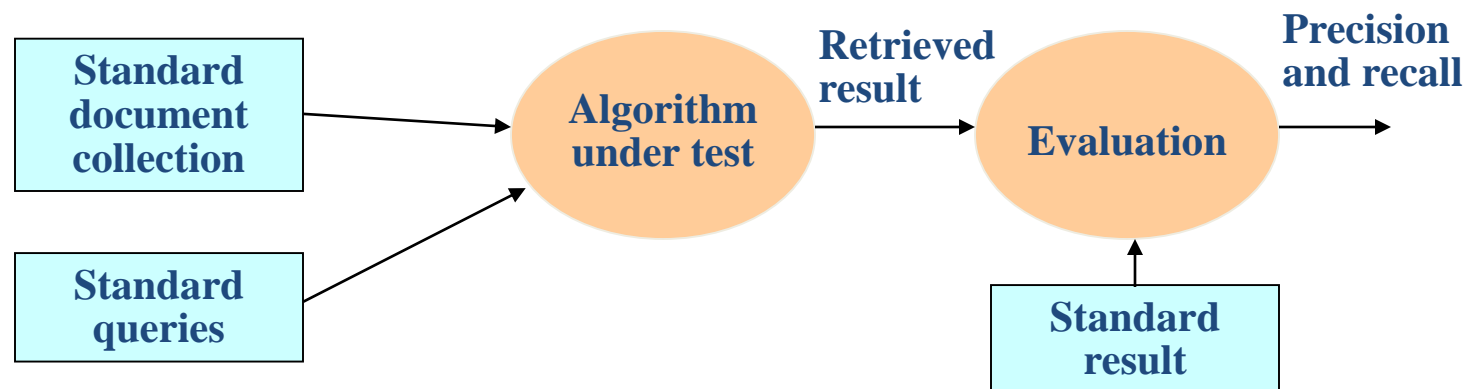 Standard
document
collection
Standard
queries
Algorithm
under test
Retrieved
result
Evaluation
Precision
and recall
Standard
result